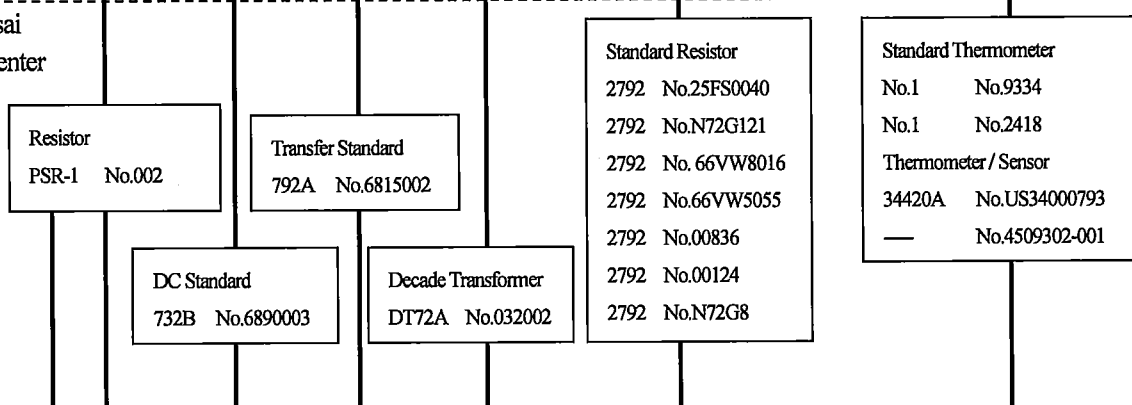 Resistor
PSR-1 No.002
DC Standard
732B No.6890003
Transfer Standard
792A No.6815002
Decade Transformer
DT72A No.032002
Standard Resistor
2792 No.25FS0040
2792 No.N72G121
2792 No. 66VW8016
2792 No.66VW5055
2792 No.00836
2792 No.00124
2792 No.N72G8
Standard Thermometer
No.1 No.9334
No.1 No.2418
Thermometer / Sensor
34420A No.US34000793
— No.4509302-001